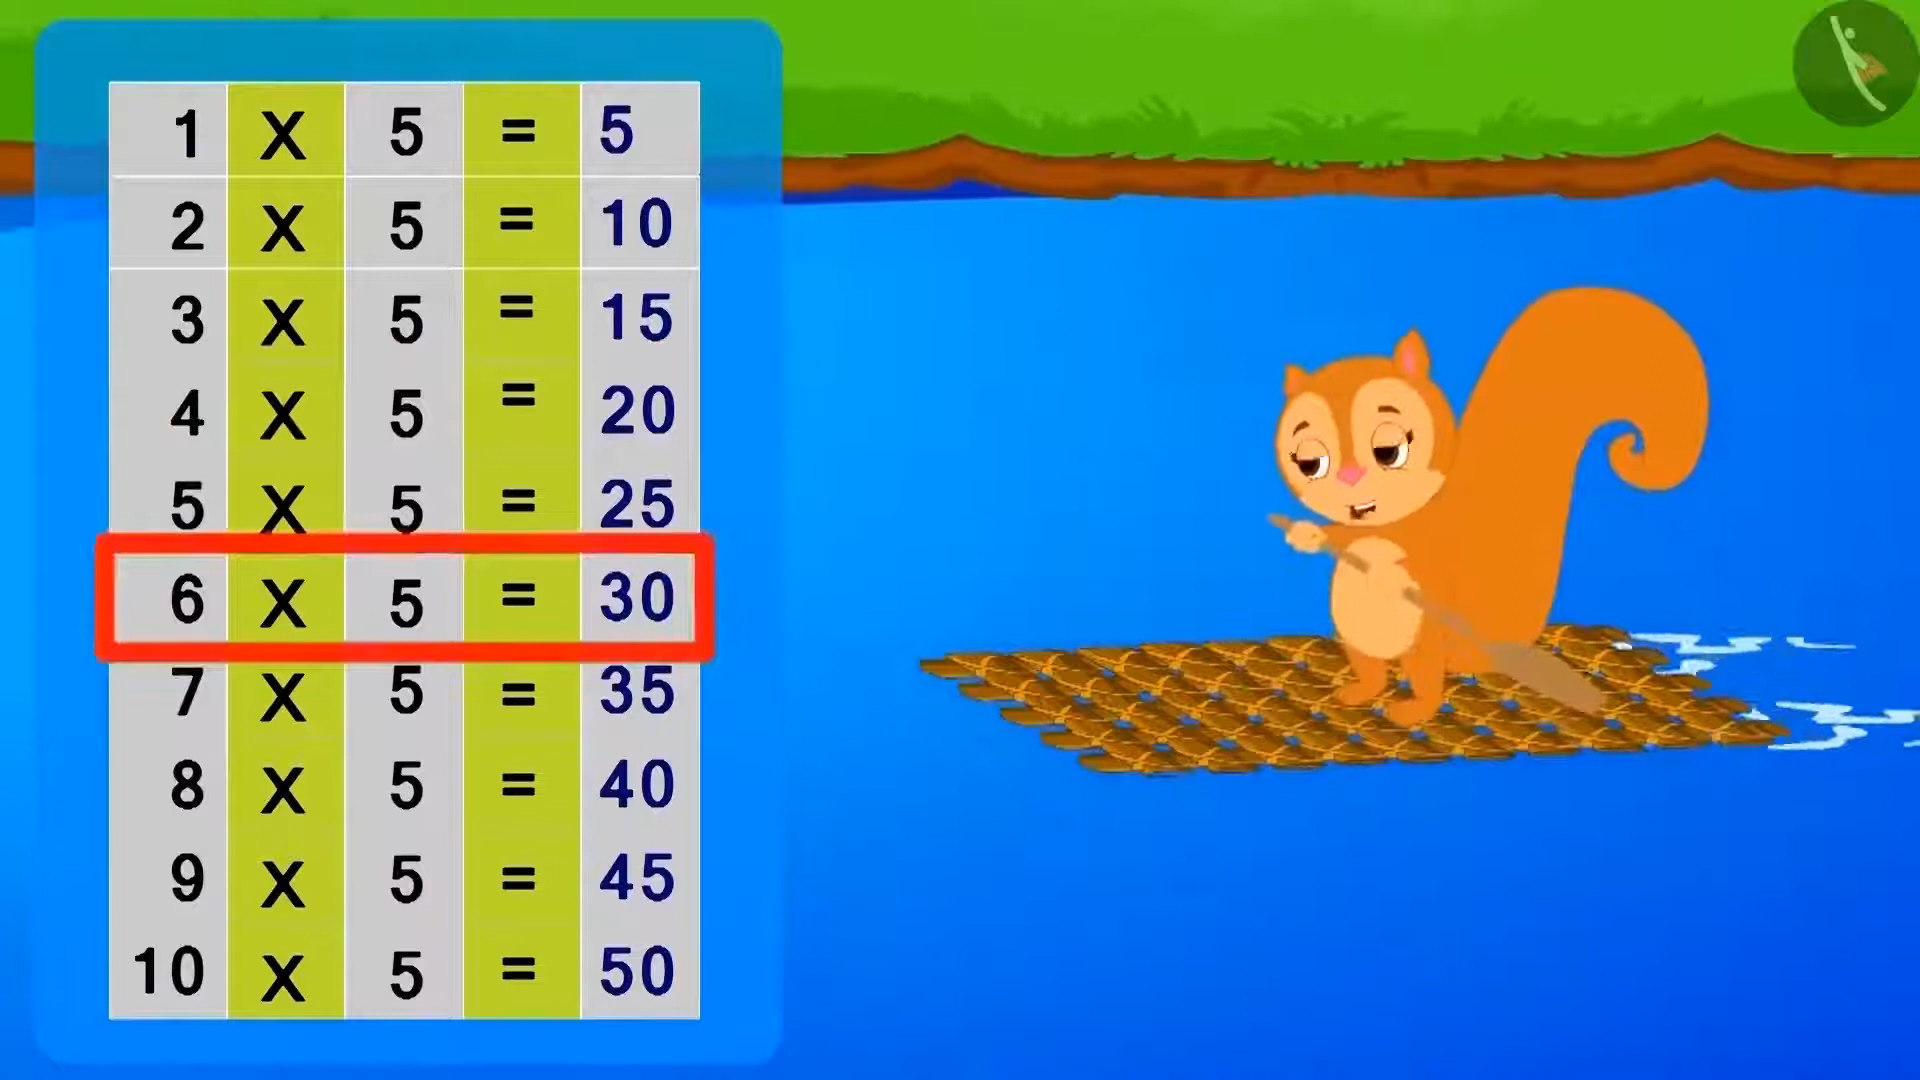 1 X 5 = 5
2 X 5 = 10
3 X 5 = 15
4 X 5 = 20
5 X 5 = 25
6 X 5 = 30
7 X 5 = 35
8 X 5 = 40
9 X 5 = 45
10 X 5 = 50